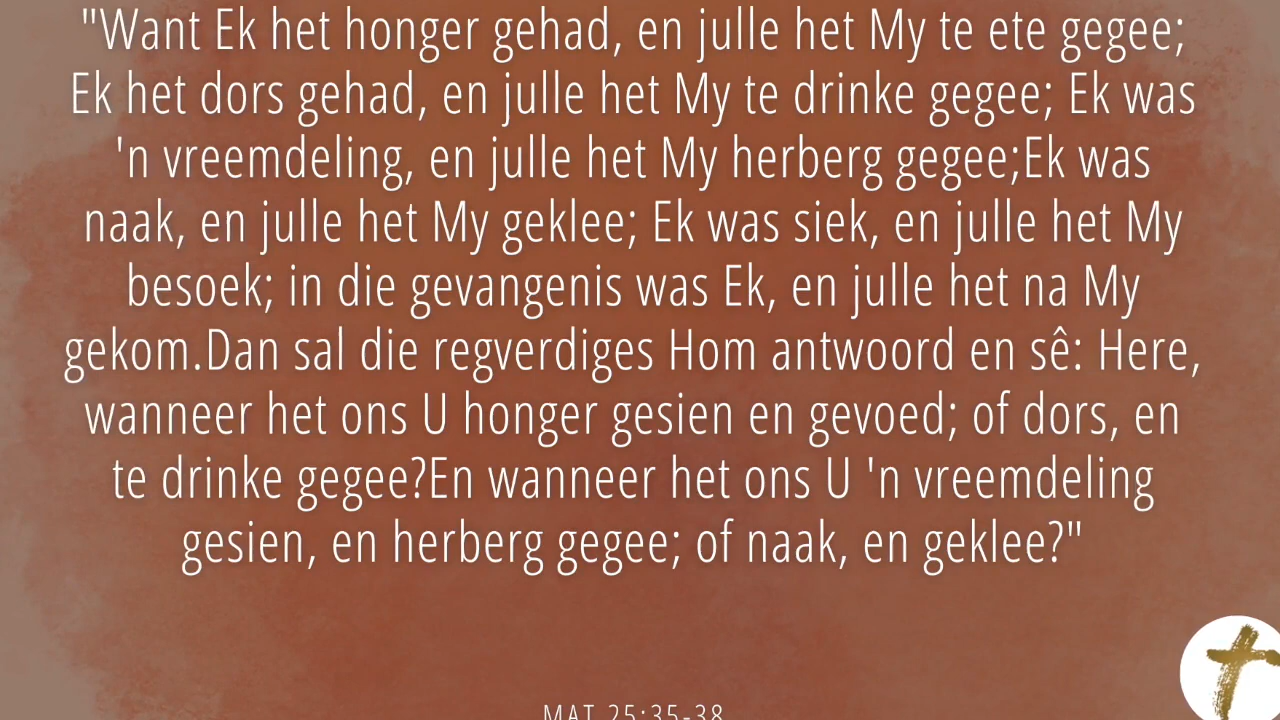 "Want Ek het honger gehad, en julle het My te ete gegee;
Ek het dors gehad, en julle het My te drinke gegee; Ek was
'n vreemdeling, en julle het My herberg gegee;Ek was
naak, en julle het My geklee; Ek was siek, en julle het My
besoek; in die gevangenis was Ek, en julle het na My
gekom.Dan sal die regverdiges Hom antwoord en sê: Here,
wanneer het ons U honger gesien en gevoed; of dors, en
te drinke gegee?En wanneer het ons U 'n vreemdeling
gesien, en herberg gegee; of naak, en geklee?"
MAT 25:35-38